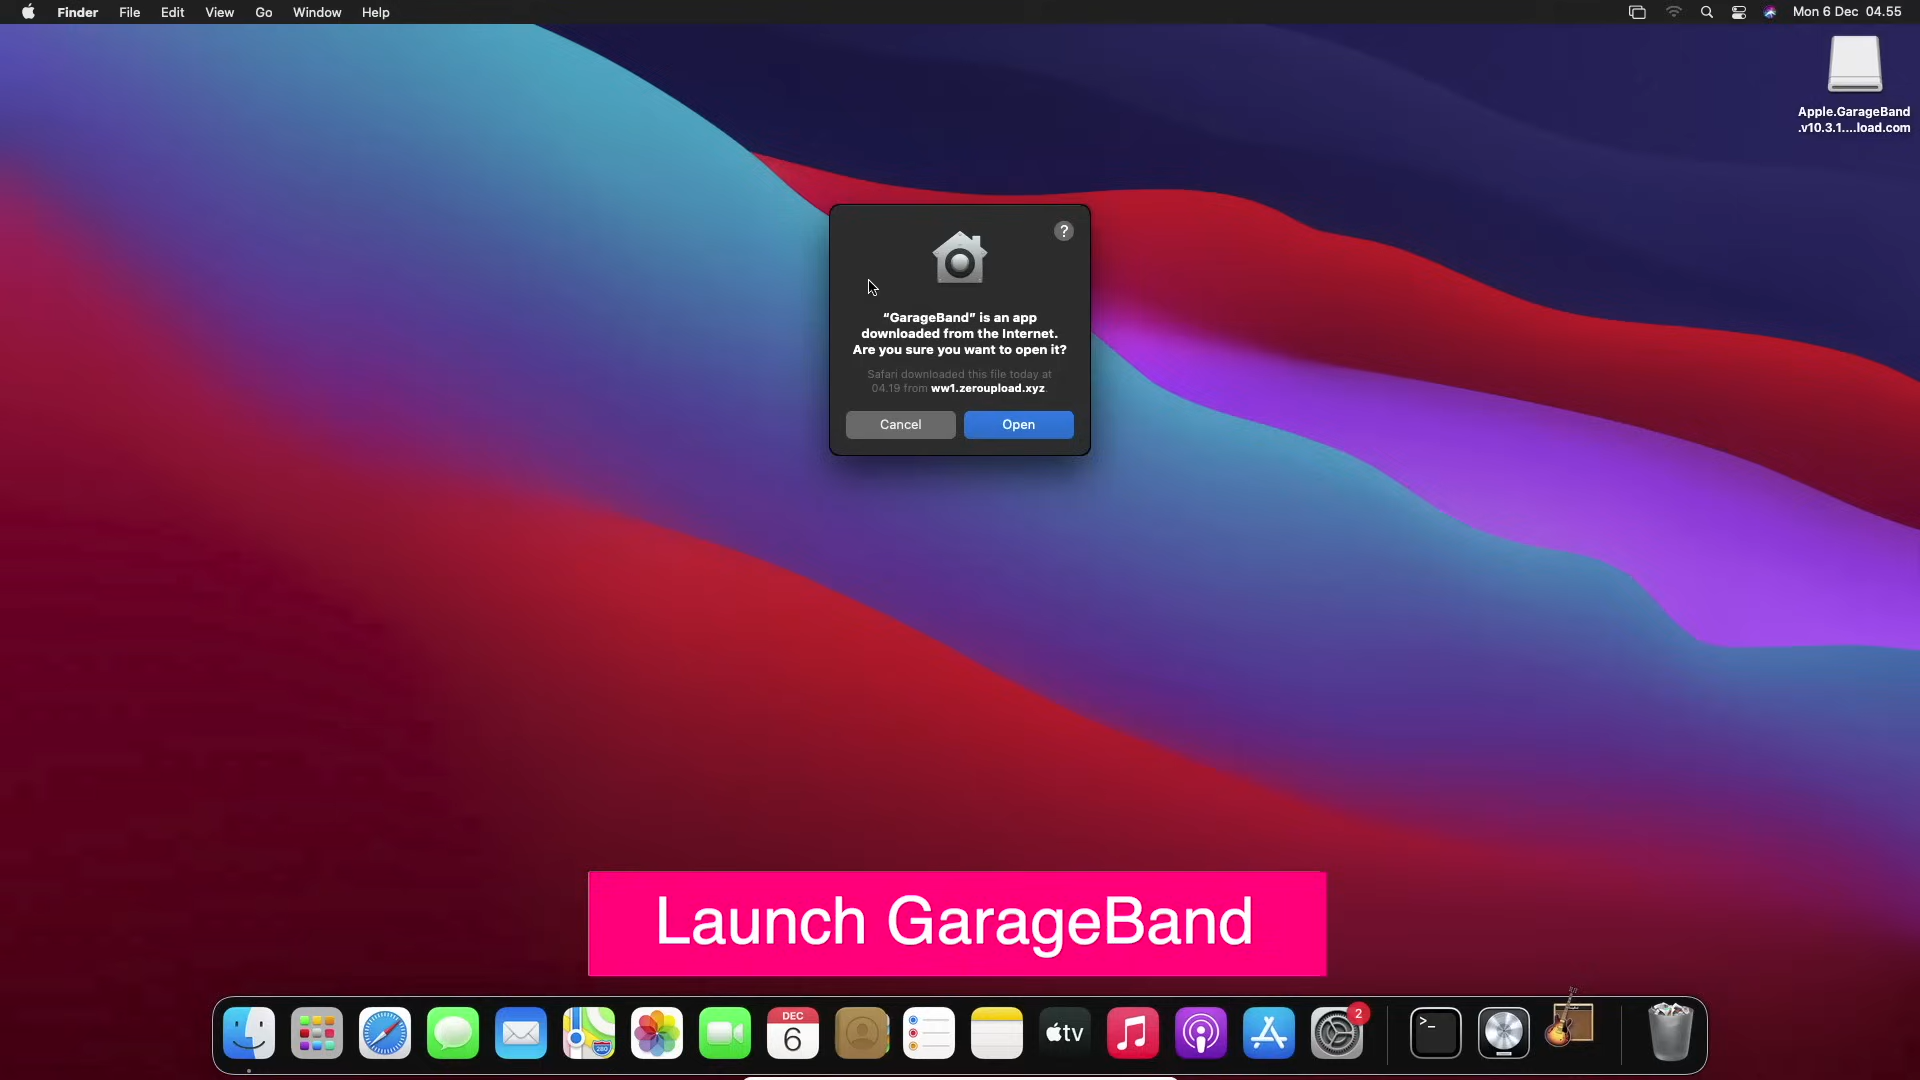 Finder File Edit View Go Window Help
Mon 6 Dec 04.55
Apple.GarageBand
.v10.3.1....load.com
?
“GarageBand” is an app
downloaded from the Internet.
Are you sure you want to open it?
Safari downloaded this file today at
04.19 from ww1.zeroupload.xyz.
Cancel Open
Launch GarageBand
DEC
6
280
tv
2
>_